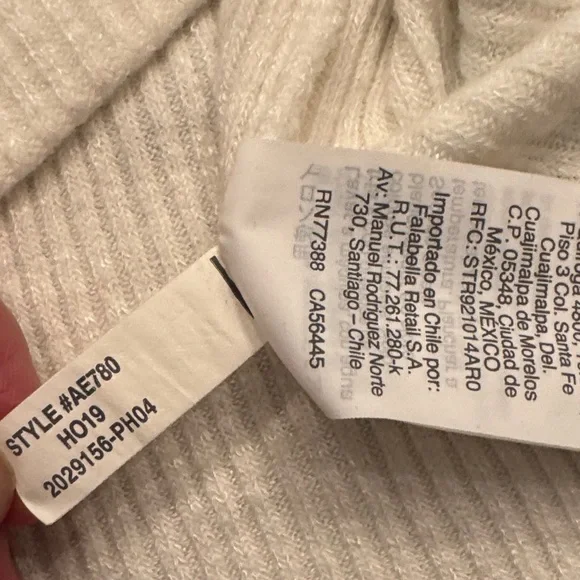 STYLE #AE780
HO19
2029156-PH04
RN77388 CA56445
Importado en Chile por:
Falabella Retail S.A.
R.U.T.: 77.261.280-k
Av: Manuel Rodriguez Norte
730, Santiago – Chile
Piso 3 Col. Santa Fe
Cuajimalpa, Del.
Cuajimalpa de Morelos
C.P. 05348, Ciudad de
México, MEXICO
RFC: STR921014AR0